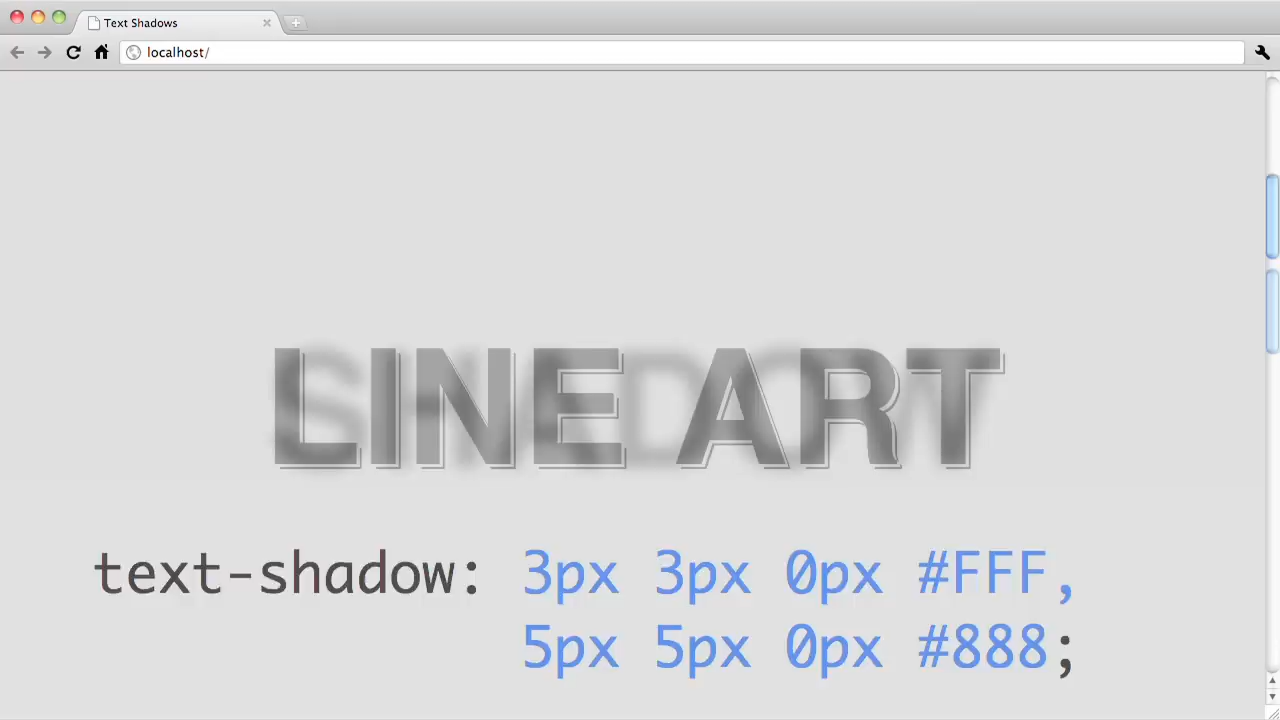 Text Shadows
localhost/
LINE ART
text-shadow: 3px 3px 0px #FFF,
5px 5px 0px #888;